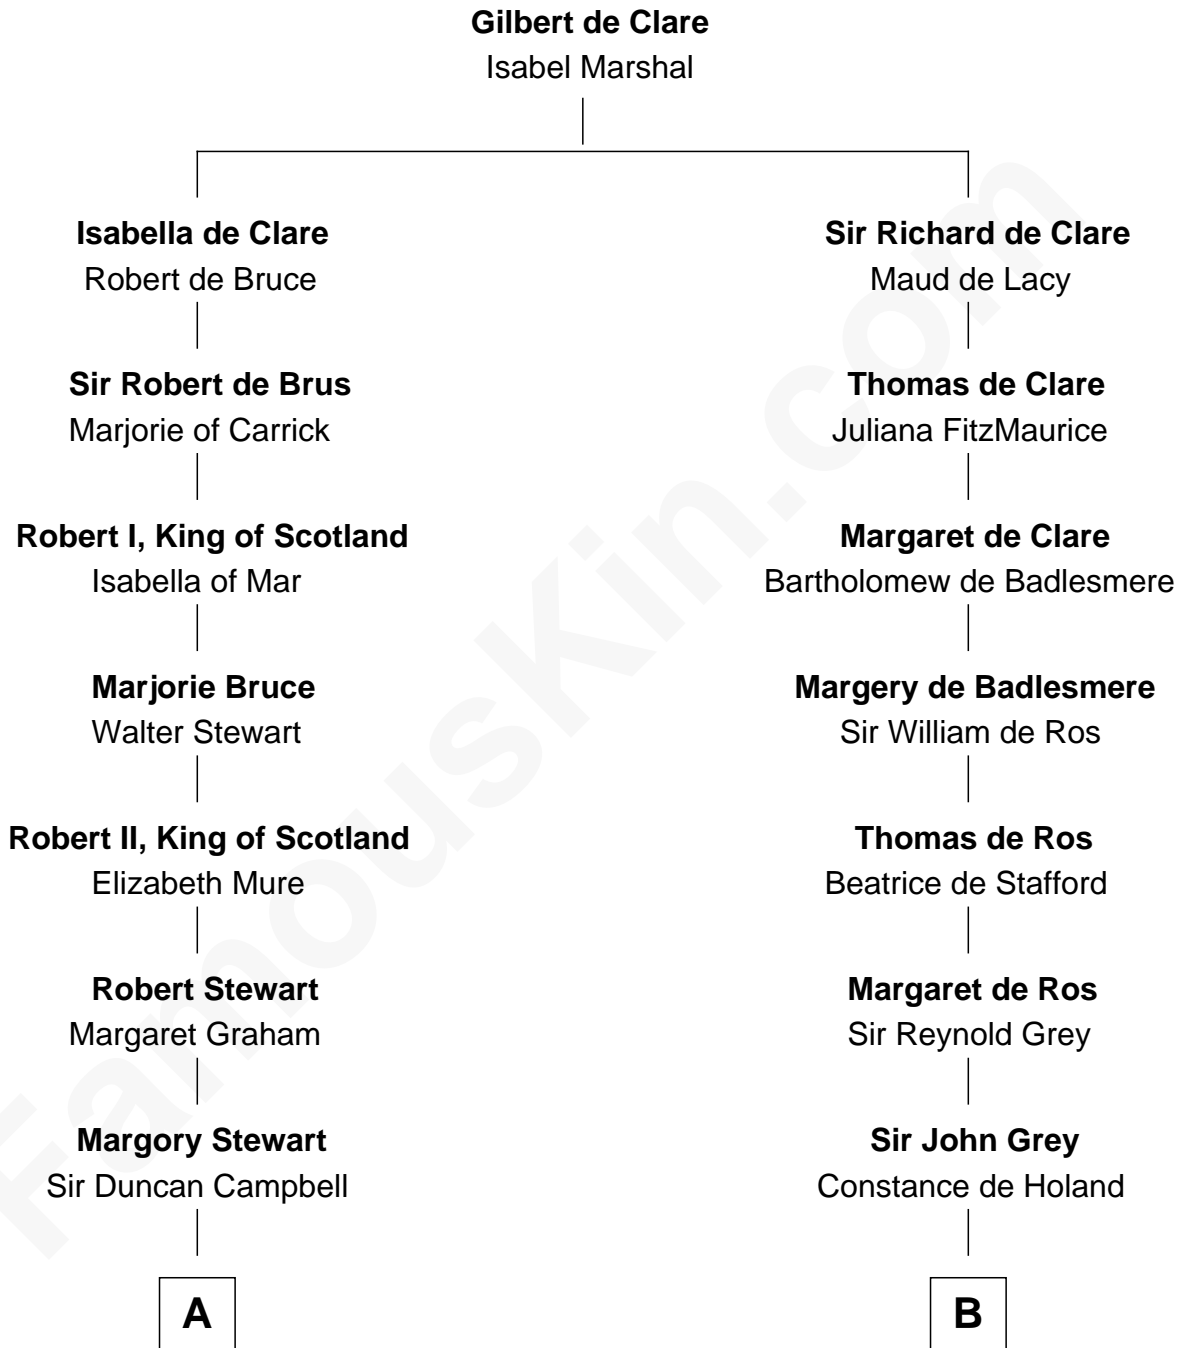 Gilbert de Clare
Isabel Marshal
Isabella de Clare
Robert de Bruce
Sir Richard de Clare
Maud de Lacy
Sir Robert de Brus
Marjorie of Carrick
Thomas de Clare
Juliana FitzMaurice
Robert I, King of Scotland
Isabella of Mar
Margaret de Clare
Bartholomew de Badlesmere
Marjorie Bruce
Walter Stewart
Margery de Badlesmere
Sir William de Ros
Robert II, King of Scotland
Elizabeth Mure
Thomas de Ros
Beatrice de Stafford
Robert Stewart
Margaret Graham
Margaret de Ros
Sir Reynold Grey
Margory Stewart
Sir Duncan Campbell
Sir John Grey
Constance de Holand
A
B
FamousKin.com